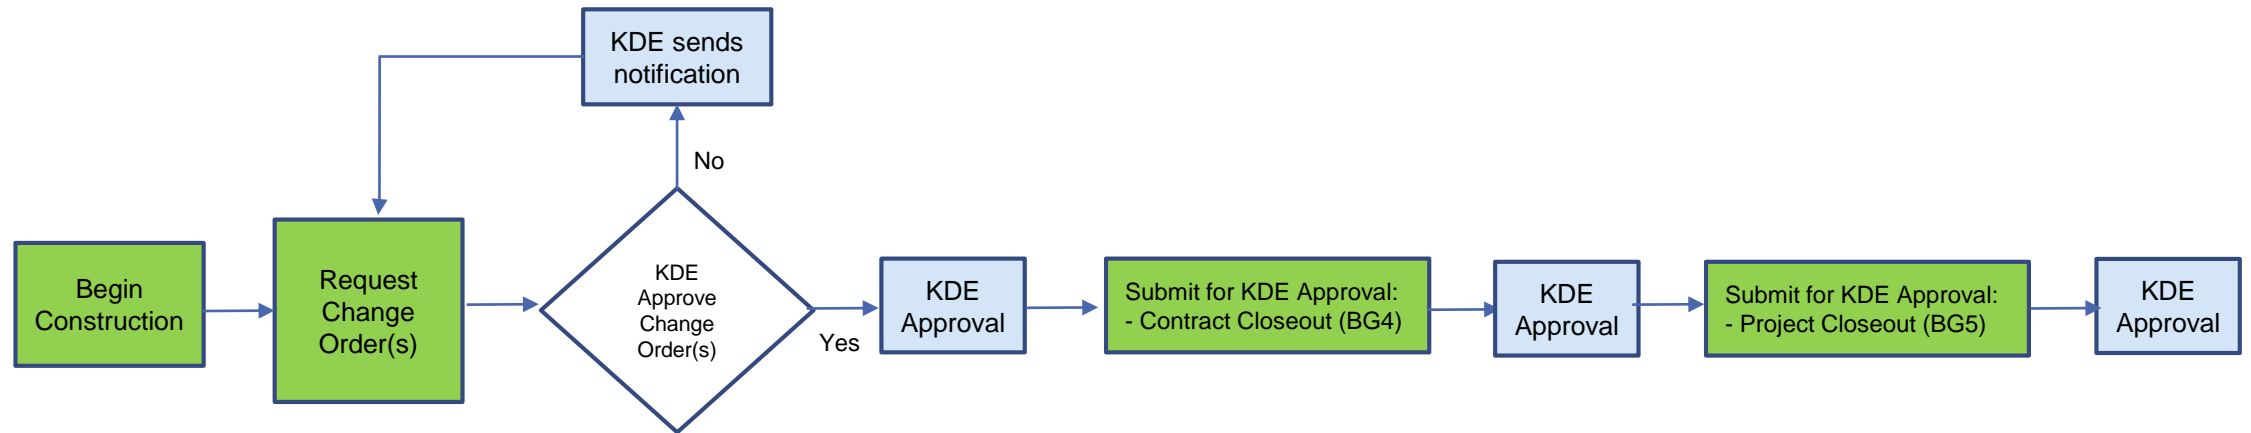 KDE sends
notification
No
Begin
Construction
Request
Change
Order(s)
KDE
Approve
Change
Order(s)
Yes
KDE
Approval
Submit for KDE Approval:
- Contract Closeout (BG4)
KDE
Approval
Submit for KDE Approval:
- Project Closeout (BG5)
KDE
Approval